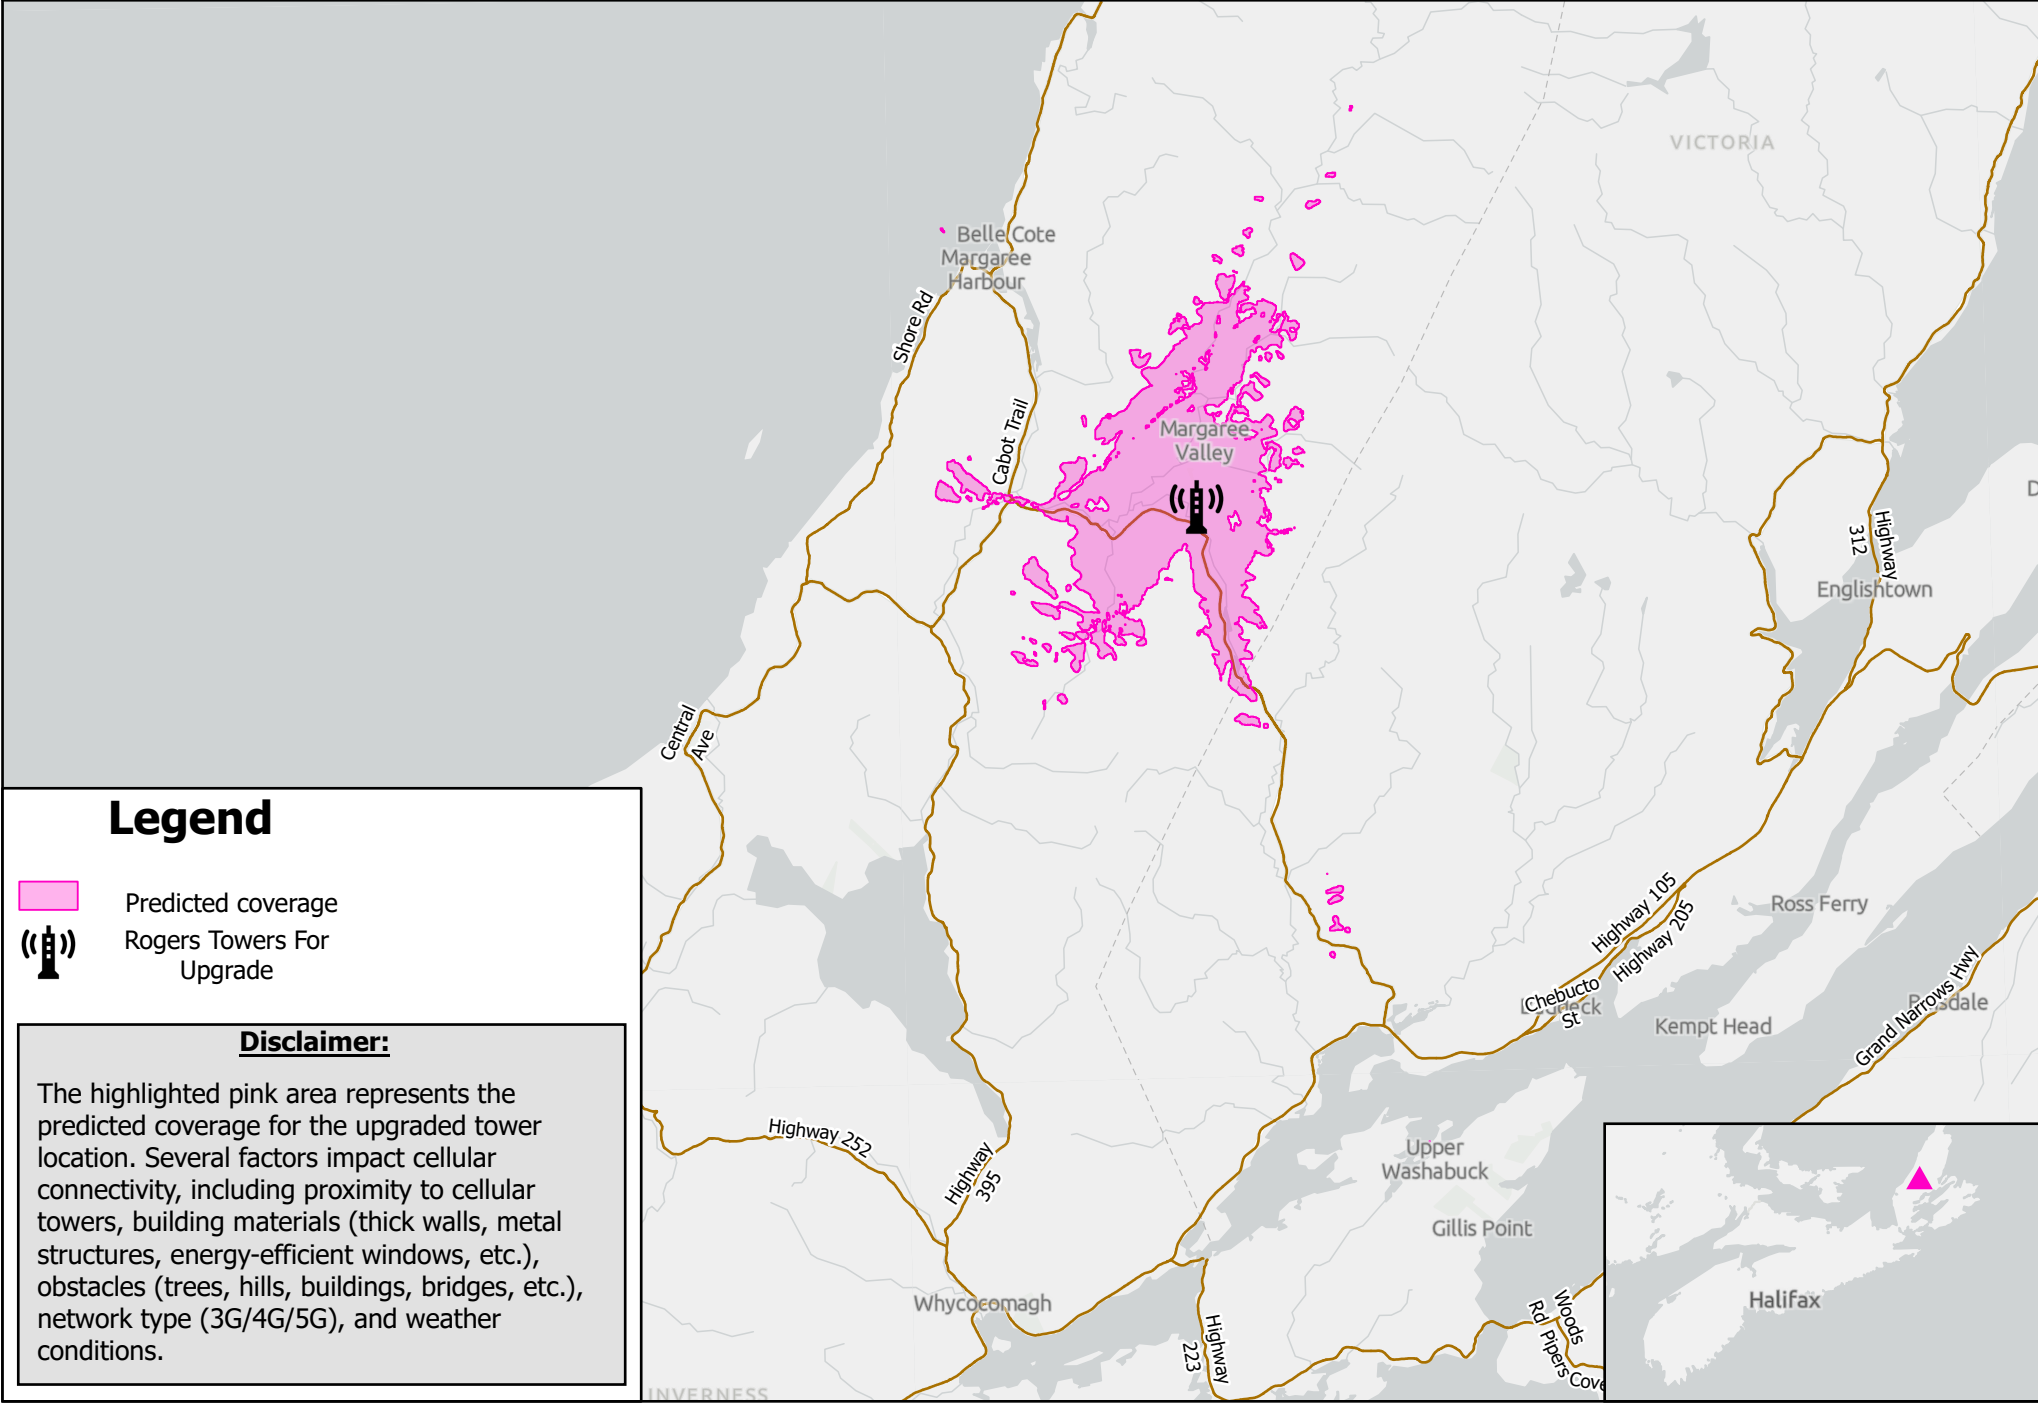 VICTORIA
Belle Cote
Margaree
Harbour
Shore Rd
Cabot Trail
Margaree
Valley
Highway
312
Englishtown
D
Central
Ave
Legend
Predicted coverage
Rogers Towers For
Upgrade
Disclaimer:
The highlighted pink area represents the
predicted coverage for the upgraded tower
location. Several factors impact cellular
connectivity, including proximity to cellular
towers, building materials (thick walls, metal
structures, energy-efficient windows, etc.),
obstacles (trees, hills, buildings, bridges, etc.),
network type (3G/4G/5G), and weather
conditions.
Highway 105
Highway 205
Ross Ferry
Chebucto
St
Kempt Head
Grand Narrows Hwy
Highway 252
Highway
395
Upper
Washabuck
Gillis Point
Whycocomagh
Highway
223
Woods
Rd Pipers
Cove
INVERNESS
Halifax